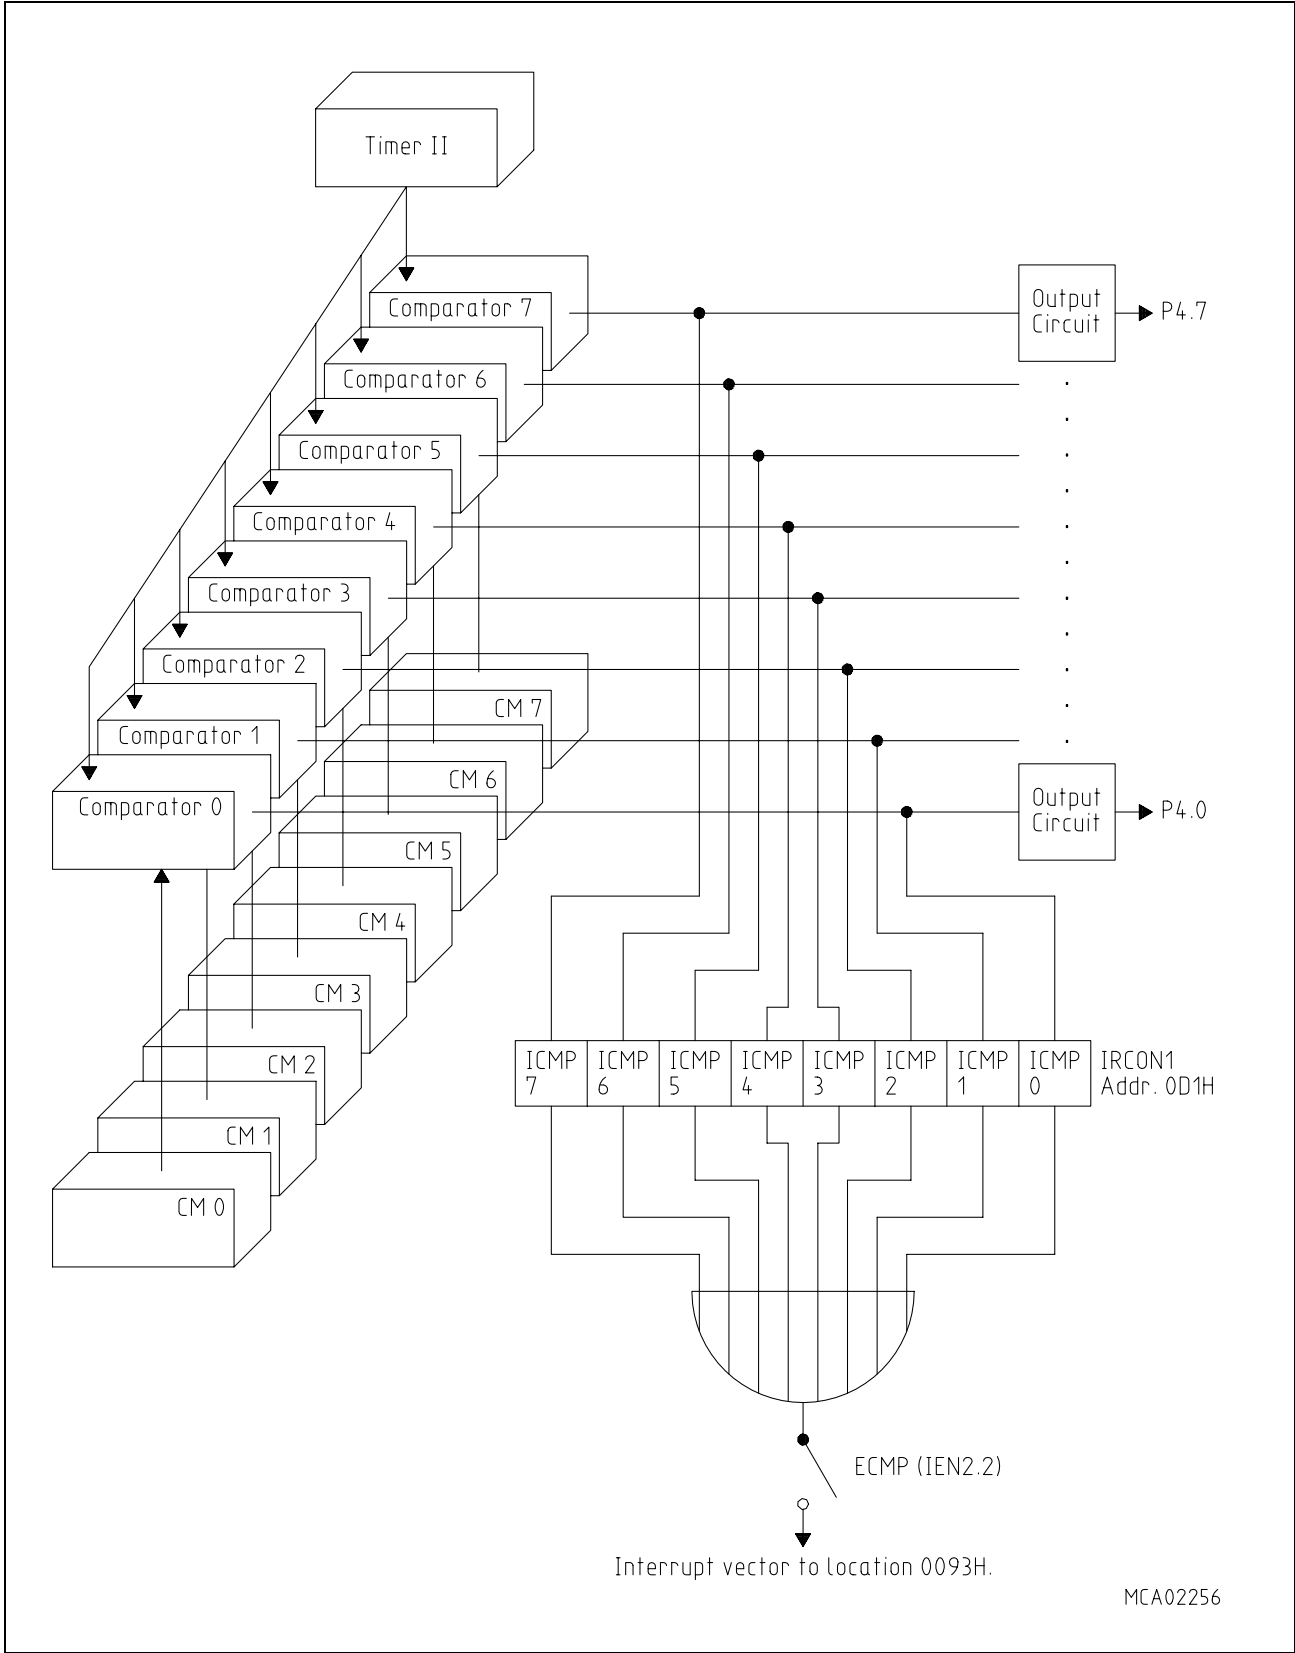 Timer II
Comparator 7
Output
Circuit
P4.7
Comparator 6
Comparator 5
Comparator 4
Comparator 3
Comparator 2
Comparator 1
Comparator 0
Output
Circuit
P4.0
CM 7
CM 6
CM 5
CM 4
CM 3
CM 2
CM 1
CM 0
ICMP
7
ICMP
6
ICMP
5
ICMP
4
ICMP
3
ICMP
2
ICMP
1
ICMP
0
IRCON1
Addr. 0D1H
ECMP (IEN2.2)
Interrupt vector to location 0093H.
MCA02256